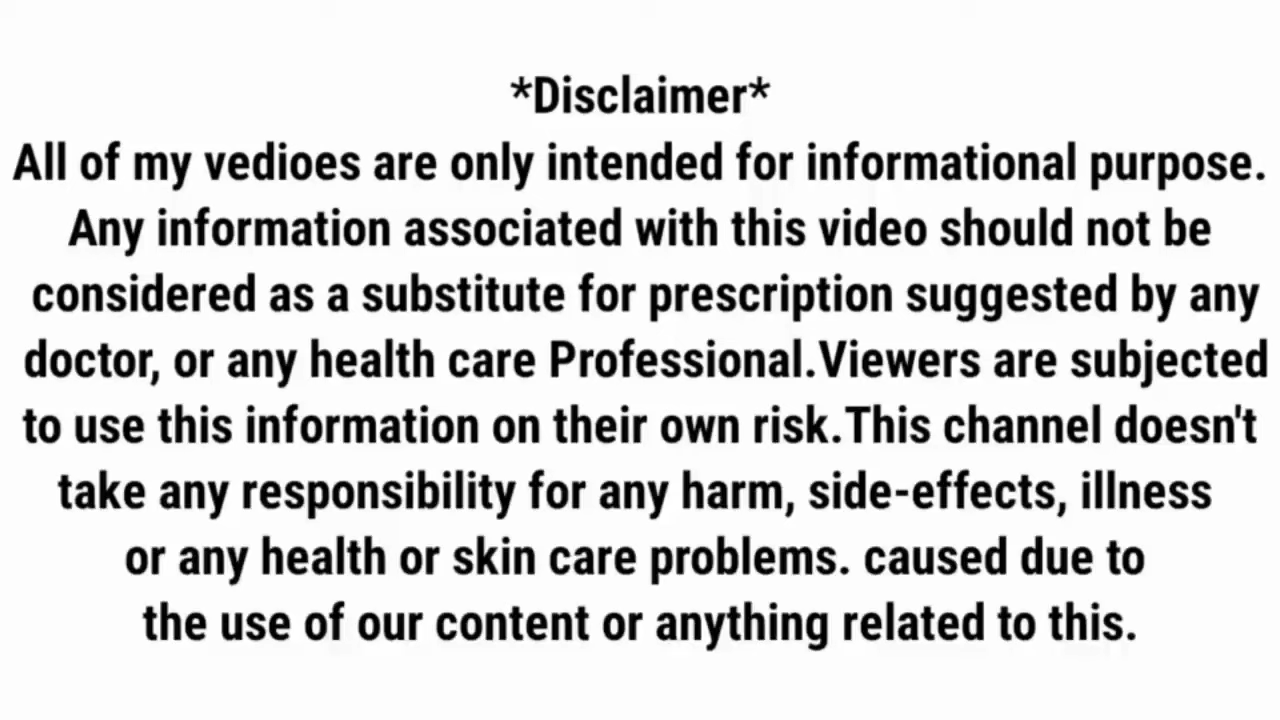 *Disclaimer*
All of my vedioes are only intended for informational purpose.
Any information associated with this video should not be
considered as a substitute for prescription suggested by any
doctor, or any health care Professional.Viewers are subjected
to use this information on their own risk.This channel doesn't
take any responsibility for any harm, side-effects, illness
or any health or skin care problems. caused due to
the use of our content or anything related to this.